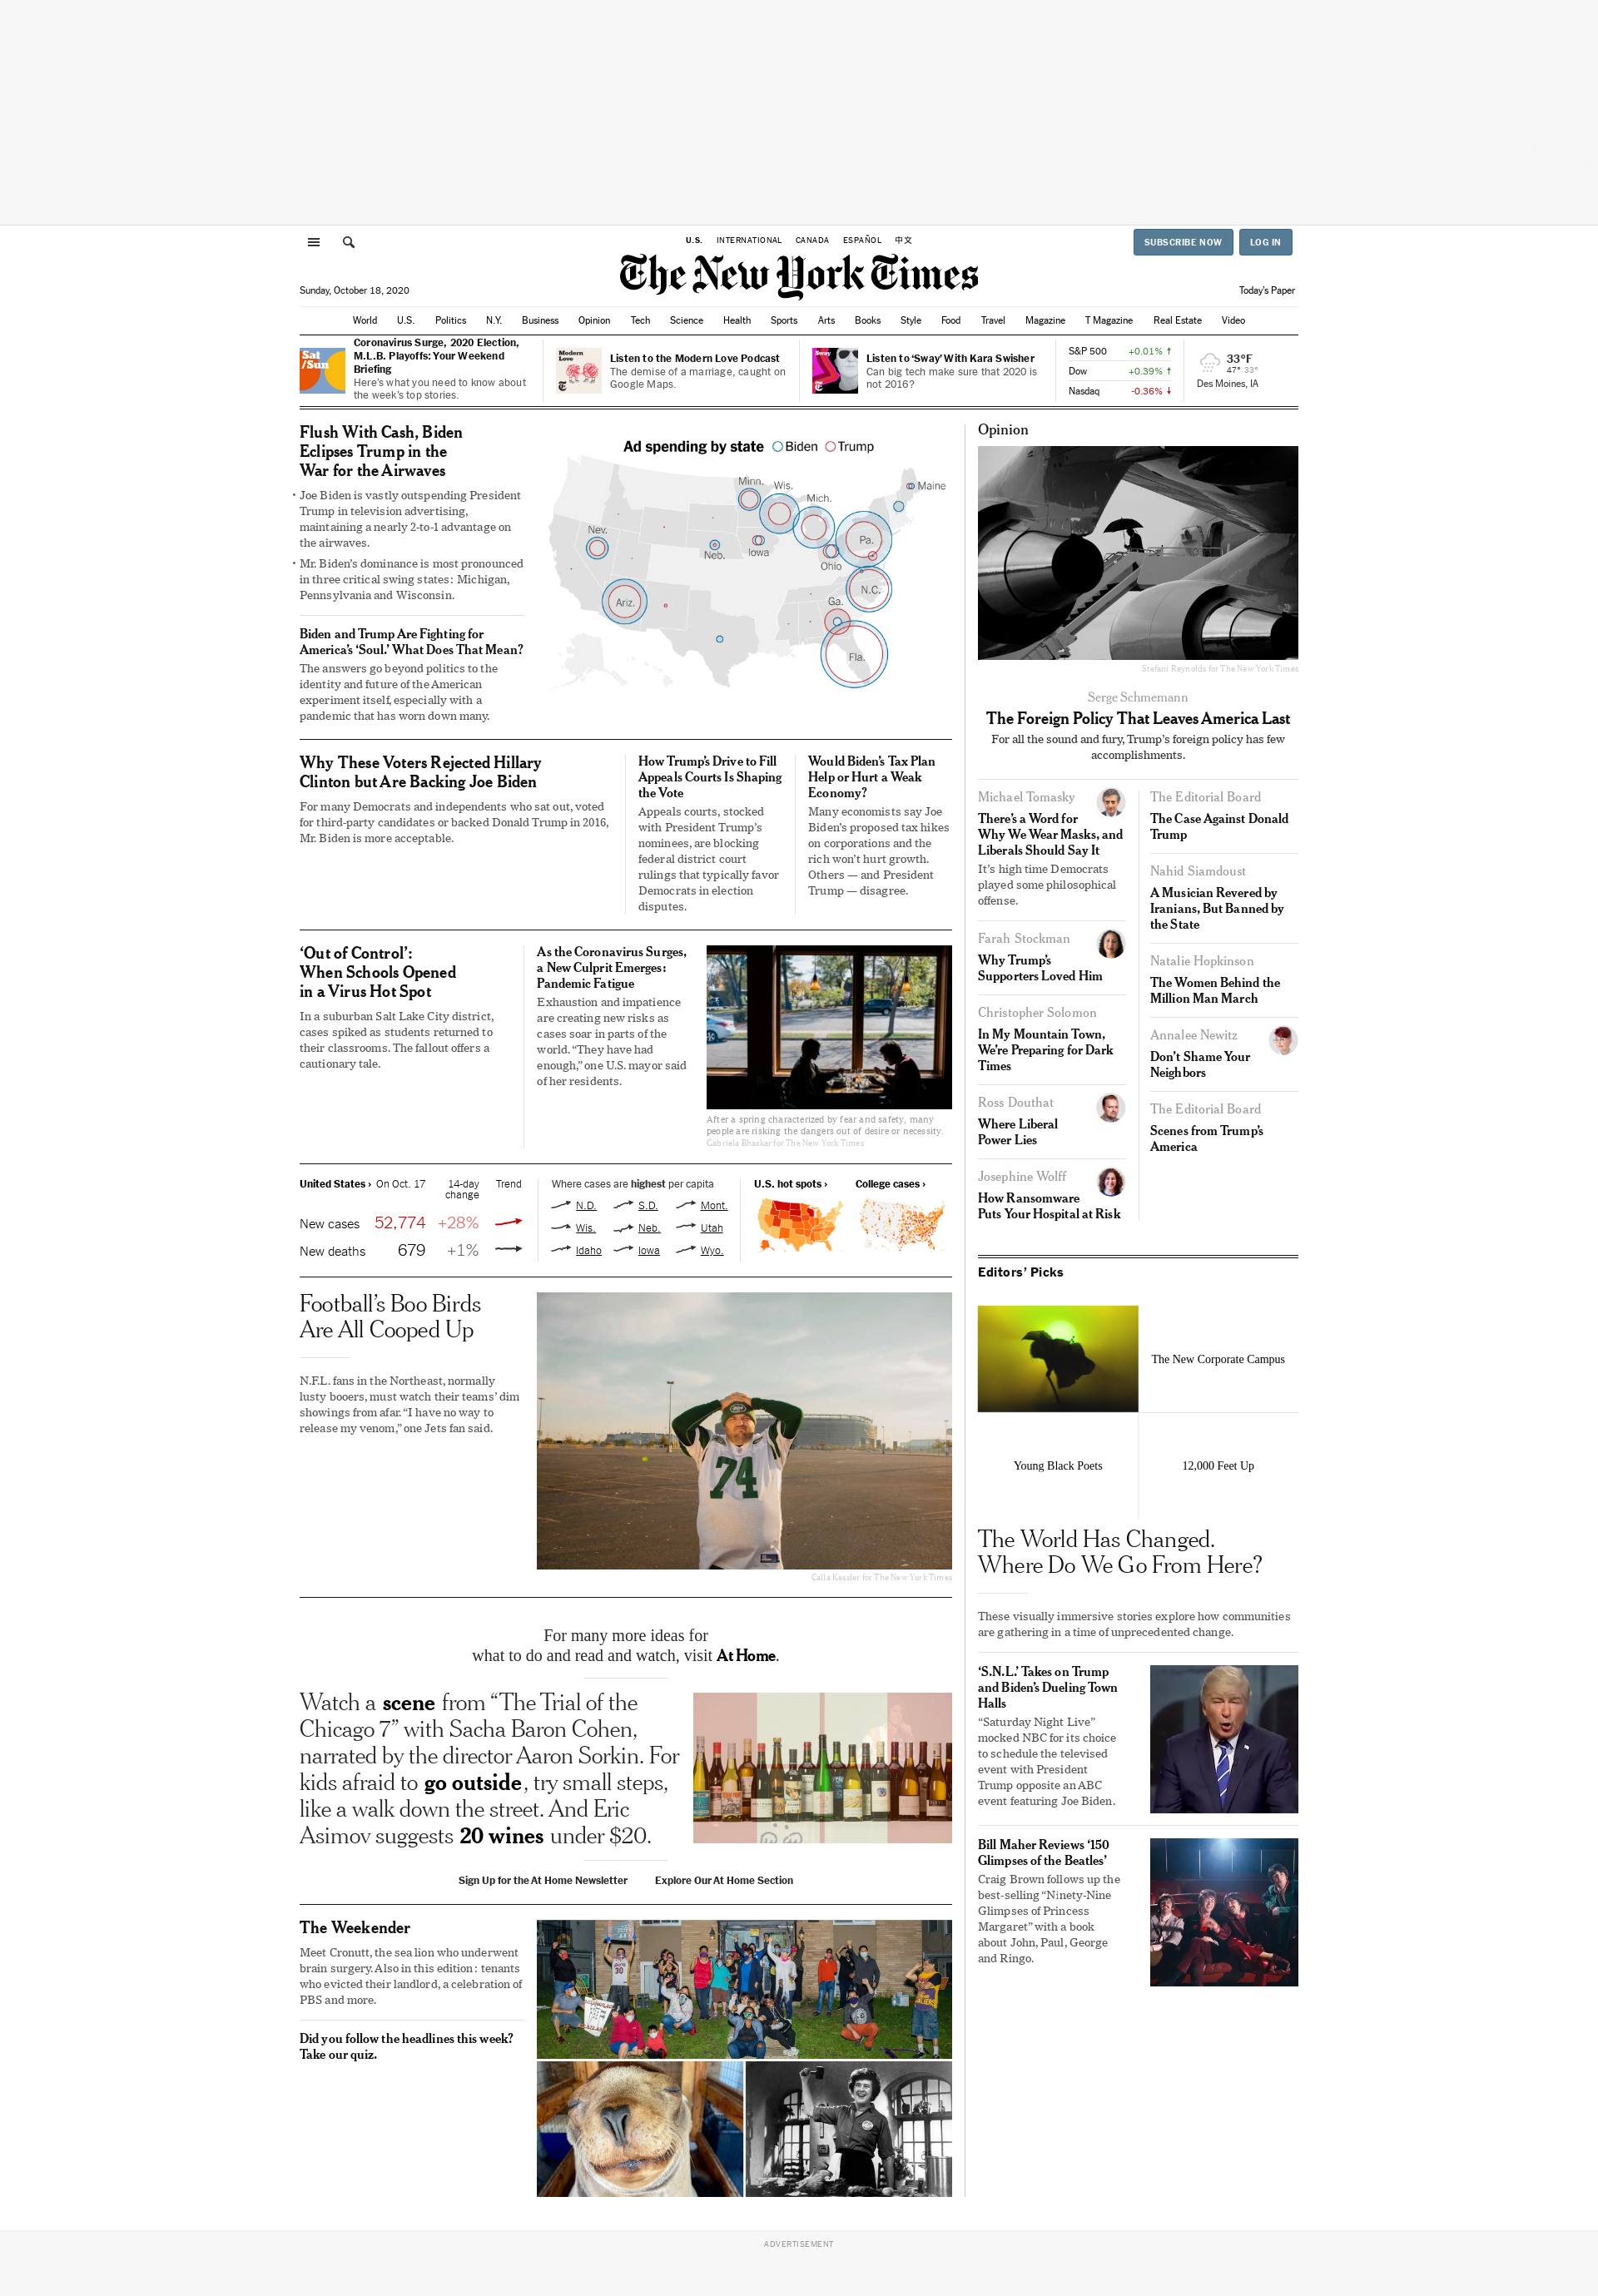 U.S.
INTERNATIONAL
CANADA
ESPAÑOL
中文
SUBSCRIBE NOW
LOG IN
The New York Times
Sunday, October 18, 2020
Today's Paper
World
U.S.
Politics
N.Y.
Business
Opinion
Tech
Science
Health
Sports
Arts
Books
Style
Food
Travel
Magazine
T Magazine
Real Estate
Video
Sat
/Sun
Coronavirus Surge, 2020 Election,
M.L.B. Playoffs: Your Weekend
Briefing
Here's what you need to know about
the week's top stories.
Modern
Love
Listen to the Modern Love Podcast
The demise of a marriage, caught on
Google Maps.
Sway
Listen to 'Sway' With Kara Swisher
Can big tech make sure that 2020 is
not 2016?
S&P 500 +0.01%
Dow +0.39%
Nasdaq -0.36%
33°F
47° 33°
Des Moines, IA
Flush With Cash, Biden
Eclipses Trump in the
War for the Airwaves
• Joe Biden is vastly outspending President
Trump in television advertising,
maintaining a nearly 2-to-1 advantage on
the airwaves.
• Mr. Biden's dominance is most pronounced
in three critical swing states: Michigan,
Pennsylvania and Wisconsin.
Biden and Trump Are Fighting for
America's 'Soul.' What Does That Mean?
The answers go beyond politics to the
identity and future of the American
experiment itself, especially with a
pandemic that has worn down many.
Ad spending by state Biden Trump
Minn.
Wis.
Mich.
Maine
Nev.
Neb.
Iowa
Ohio
Pa.
Ariz.
N.C.
Ga.
Fla.
Why These Voters Rejected Hillary
Clinton but Are Backing Joe Biden
For many Democrats and independents who sat out, voted
for third-party candidates or backed Donald Trump in 2016,
Mr. Biden is more acceptable.
How Trump's Drive to Fill
Appeals Courts Is Shaping
the Vote
Appeals courts, stocked
with President Trump's
nominees, are blocking
federal district court
rulings that typically favor
Democrats in election
disputes.
Would Biden's Tax Plan
Help or Hurt a Weak
Economy?
Many economists say Joe
Biden's proposed tax hikes
on corporations and the
rich won't hurt growth.
Others — and President
Trump — disagree.
'Out of Control':
When Schools Opened
in a Virus Hot Spot
In a suburban Salt Lake City district,
cases spiked as students returned to
their classrooms. The fallout offers a
cautionary tale.
As the Coronavirus Surges,
a New Culprit Emerges:
Pandemic Fatigue
Exhaustion and impatience
are creating new risks as
cases soar in parts of the
world. "They have had
enough," one U.S. mayor said
of her residents.
After a spring characterized by fear and safety, many
people are risking the dangers out of desire or necessity.
Gabriela Bhaskar for The New York Times
United States › On Oct. 17 14-day
change Trend
New cases 52,774 +28%
New deaths 679 +1%
Where cases are highest per capita
N.D. S.D. Mont.
Wis. Neb. Utah
Idaho Iowa Wyo.
U.S. hot spots ›
College cases ›
Football's Boo Birds
Are All Cooped Up
N.F.L. fans in the Northeast, normally
lusty booers, must watch their teams' dim
showings from afar. "I have no way to
release my venom," one Jets fan said.
74
Calla Kessler for The New York Times
For many more ideas for
what to do and read and watch, visit At Home.
Watch a scene from "The Trial of the
Chicago 7" with Sacha Baron Cohen,
narrated by the director Aaron Sorkin. For
kids afraid to go outside, try small steps,
like a walk down the street. And Eric
Asimov suggests 20 wines under $20.
Sign Up for the At Home Newsletter
Explore Our At Home Section
The Weekender
Meet Cronutt, the sea lion who underwent
brain surgery. Also in this edition: tenants
who evicted their landlord, a celebration of
PBS and more.
Did you follow the headlines this week?
Take our quiz.
30
Opinion
Stefani Reynolds for The New York Times
Serge Schmemann
The Foreign Policy That Leaves America Last
For all the sound and fury, Trump's foreign policy has few
accomplishments.
Michael Tomasky
There's a Word for
Why We Wear Masks, and
Liberals Should Say It
It's high time Democrats
played some philosophical
offense.
Farah Stockman
Why Trump's
Supporters Loved Him
Christopher Solomon
In My Mountain Town,
We're Preparing for Dark
Times
Ross Douthat
Where Liberal
Power Lies
Josephine Wolff
How Ransomware
Puts Your Hospital at Risk
The Editorial Board
The Case Against Donald
Trump
Nahid Siamdoust
A Musician Revered by
Iranians, But Banned by
the State
Natalie Hopkinson
The Women Behind the
Million Man March
Annalee Newitz
Don't Shame Your
Neighbors
The Editorial Board
Scenes from Trump's
America
Editors' Picks
The New Corporate Campus
Young Black Poets
12,000 Feet Up
The World Has Changed.
Where Do We Go From Here?
These visually immersive stories explore how communities
are gathering in a time of unprecedented change.
'S.N.L.' Takes on Trump
and Biden's Dueling Town
Halls
"Saturday Night Live"
mocked NBC for its choice
to schedule the televised
event with President
Trump opposite an ABC
event featuring Joe Biden.
Bill Maher Reviews '150
Glimpses of the Beatles'
Craig Brown follows up the
best-selling "Ninety-Nine
Glimpses of Princess
Margaret" with a book
about John, Paul, George
and Ringo.
ADVERTISEMENT